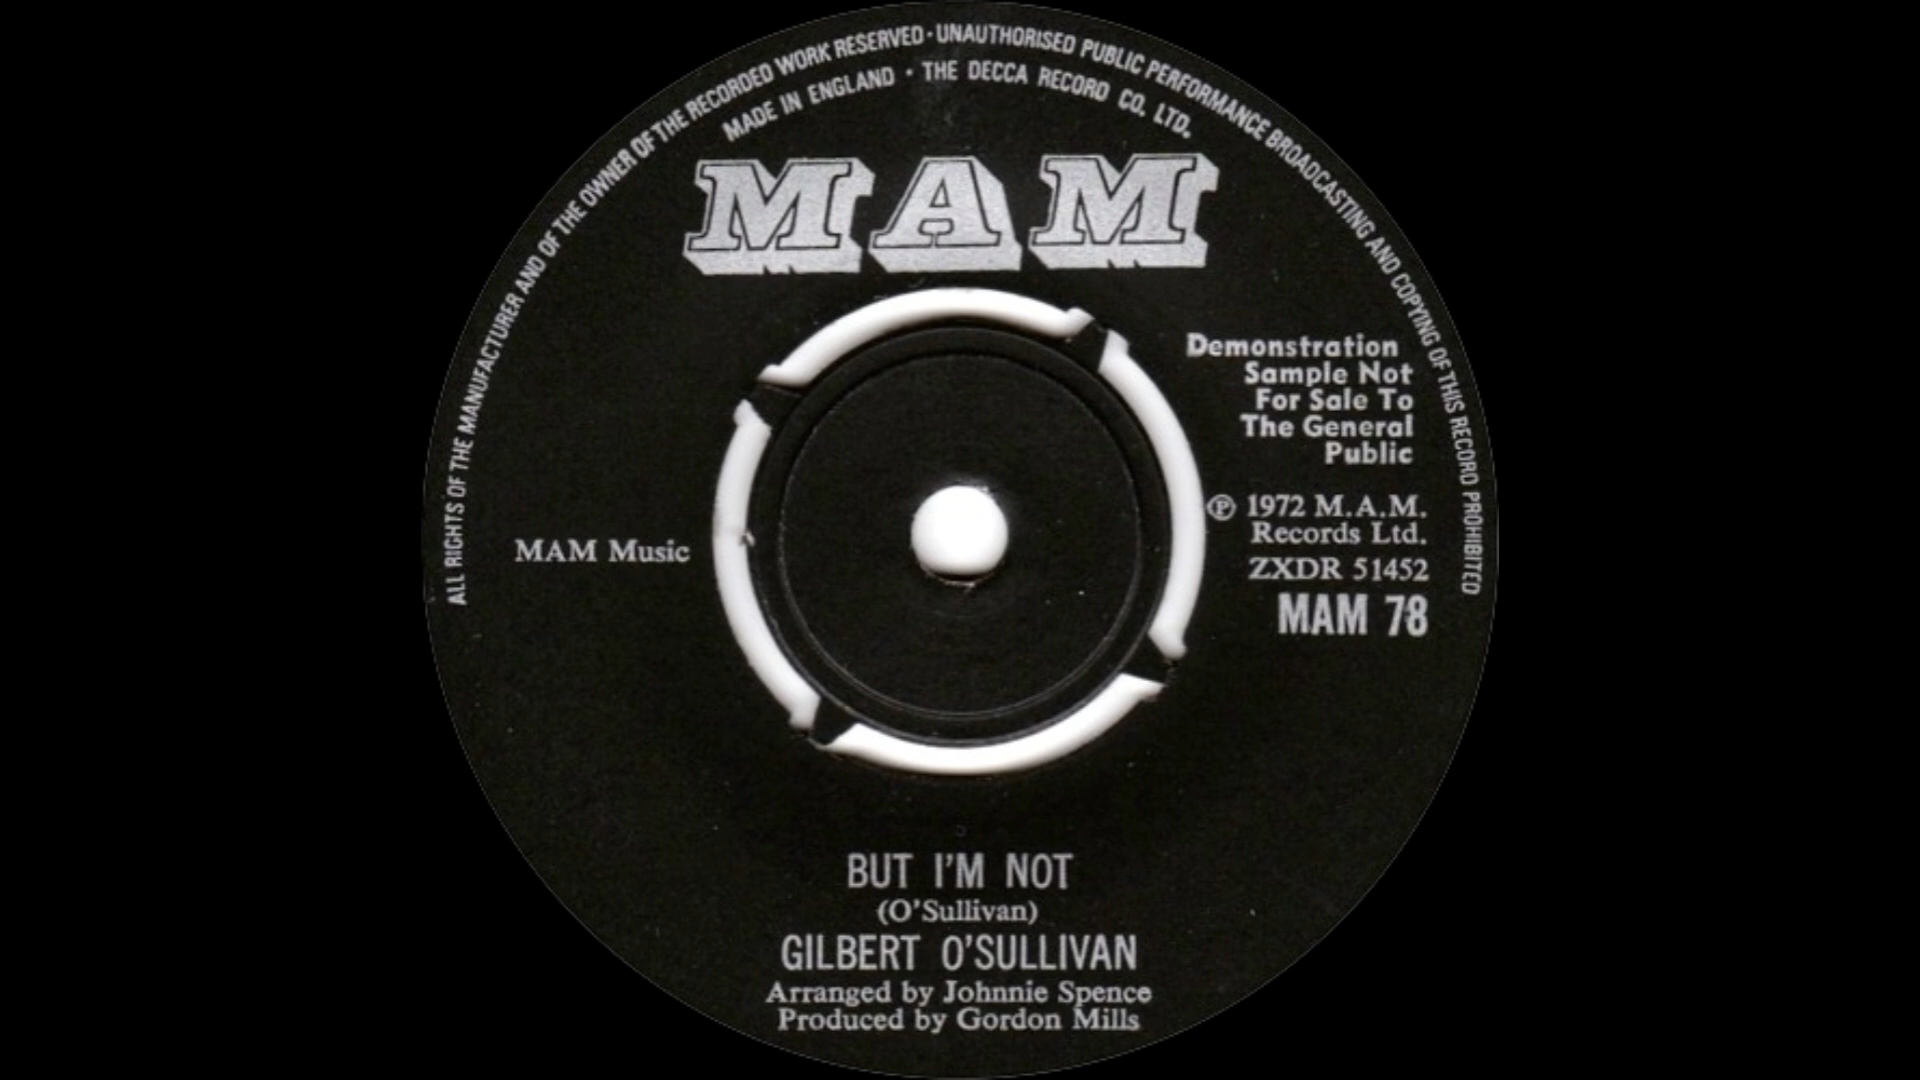 ALL RIGHTS OF THE MANUFACTURER AND OF THE OWNER OF THE RECORDED WORK RESERVED · UNAUTHORISED PUBLIC PERFORMANCE BROADCASTING AND COPYING OF THIS RECORD PROHIBITED
MADE IN ENGLAND · THE DECCA RECORD CO. LTD.
MAM
Demonstration
Sample Not
For Sale To
The General
Public
℗ 1972 M.A.M.
Records Ltd.
MAM Music
ZXDR 51452
MAM 78
BUT I'M NOT
(O'Sullivan)
GILBERT O'SULLIVAN
Arranged by Johnnie Spence
Produced by Gordon Mills